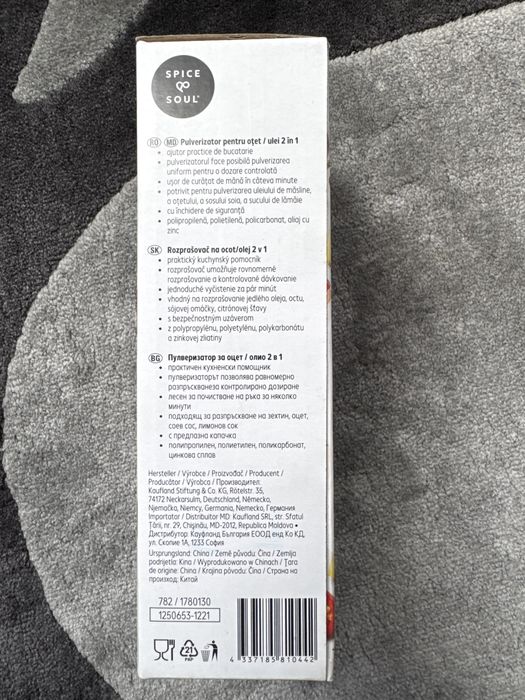 SPICE
SOUL
RO MD Pulverizator pentru oțet / ulei 2 in 1
• ajutor practice de bucatarie
• pulverizatorul face posibilă pulverizarea
uniform pentru o dozare controlată
• ușor de curățat de mână în câteva minute
• potrivit pentru pulverizarea uleiului de măsline,
a oțetului, a sosului soia, a sucului de lămâie
• cu închidere de siguranță
• polipropilenă, polietilenă, policarbonat, aliaj cu
zinc
SK Rozprašovač na ocot/olej 2 v 1
• praktický kuchynský pomocník
• rozprašovač umožňuje rovnomerné
rozprašovanie a kontrolované dávkovanie
• jednoduché vyčistenie za pár minút
• vhodný na rozprašovanie jedlého oleja, octu,
sójovej omáčky, citrónovej šťavy
• s bezpečnostným uzáverom
• z polypropylénu, polyetylénu, polykarbonátu
a zinkovej zliatiny
BG Пулверизатор за оцет / олио 2 в 1
• практичен кухненски помощник
• пулверизаторът позволява равномерно
разпръскванеза контролирано дозиране
• лесен за почистване на ръка за няколко
минути
• подходящ за разпръскване на зехтин, оцет,
соев сос, лимонов сок
• с предпазна капачка
• полипропилен, полиетилен, поликарбонат,
цинкова сплав
Hersteller / Výrobce / Proizvođač / Producent /
Producător / Výrobca / Производител:
Kaufland Stiftung & Co. KG, Rötelstr. 35,
74172 Neckarsulm, Deutschland, Německo,
Njemačka, Niemcy, Germania, Nemecko, Германия
Importator / Distribuitor MD: Kaufland SRL, str. Sfatul
Țării, nr. 29, Chișinău, MD-2012, Republica Moldova •
Дистрибутор: Кауфланд България ЕООД енд Ко КД,
ул. Скопие 1А, 1233 София
Ursprungsland: China / Země původu: Čína / Zemlja
podrijetla: Kina / Wyprodukowano w Chinach / Țara
de origine: China / Krajina pôvodu: Čína / Страна на
произход: Китай
782 / 1780130
1250653-1221
21
PAP
4 337185 810442